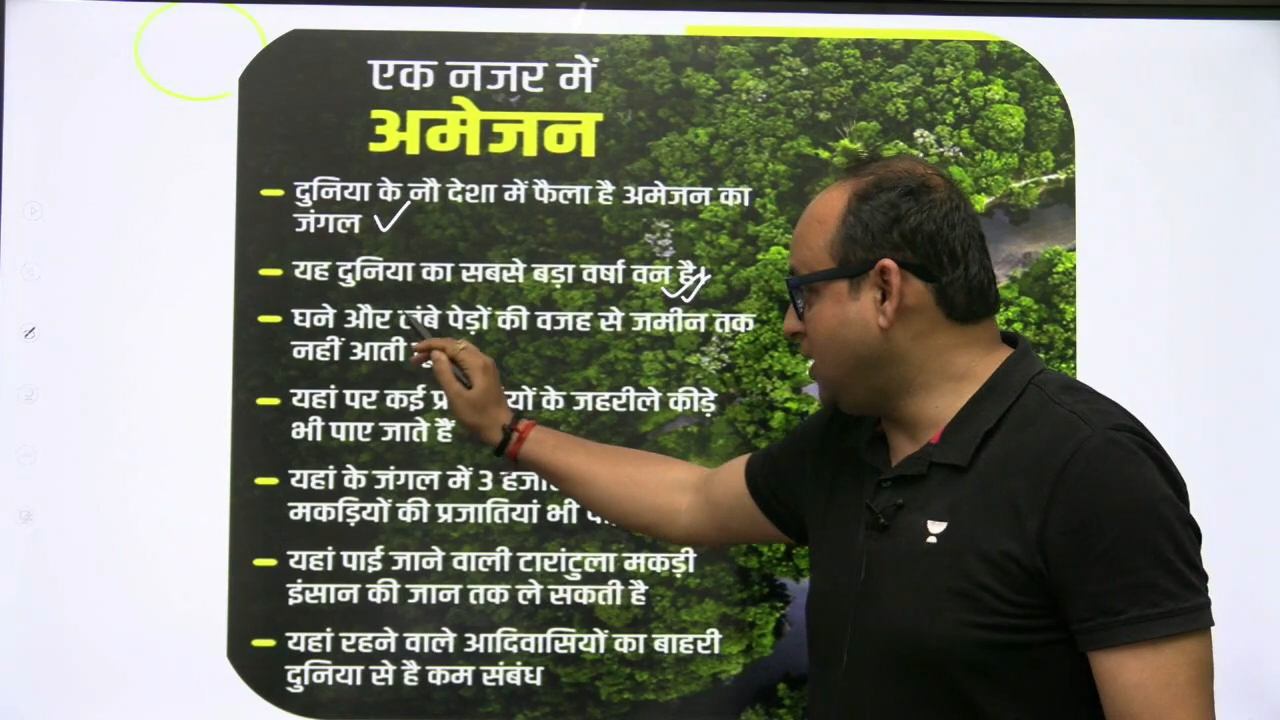 एक नजर में
अमेजन
दुनिया के नौ देशा में फैला है अमेजन का
जंगल
यह दुनिया का सबसे बड़ा वर्षा वन है
घने और लंबे पेड़ों की वजह से जमीन तक
नहीं आती
यहां पर कई के जहरीले कीड़े
भी पाए जाते हैं
यहां के जंगल में 3
मकड़ियों की प्रजातियां भी
यहां पाई जाने वाली टारांटुला मकड़ी
इंसान की जान तक ले सकती है
यहां रहने वाले आदिवासियों का बाहरी
दुनिया से है कम संबंध